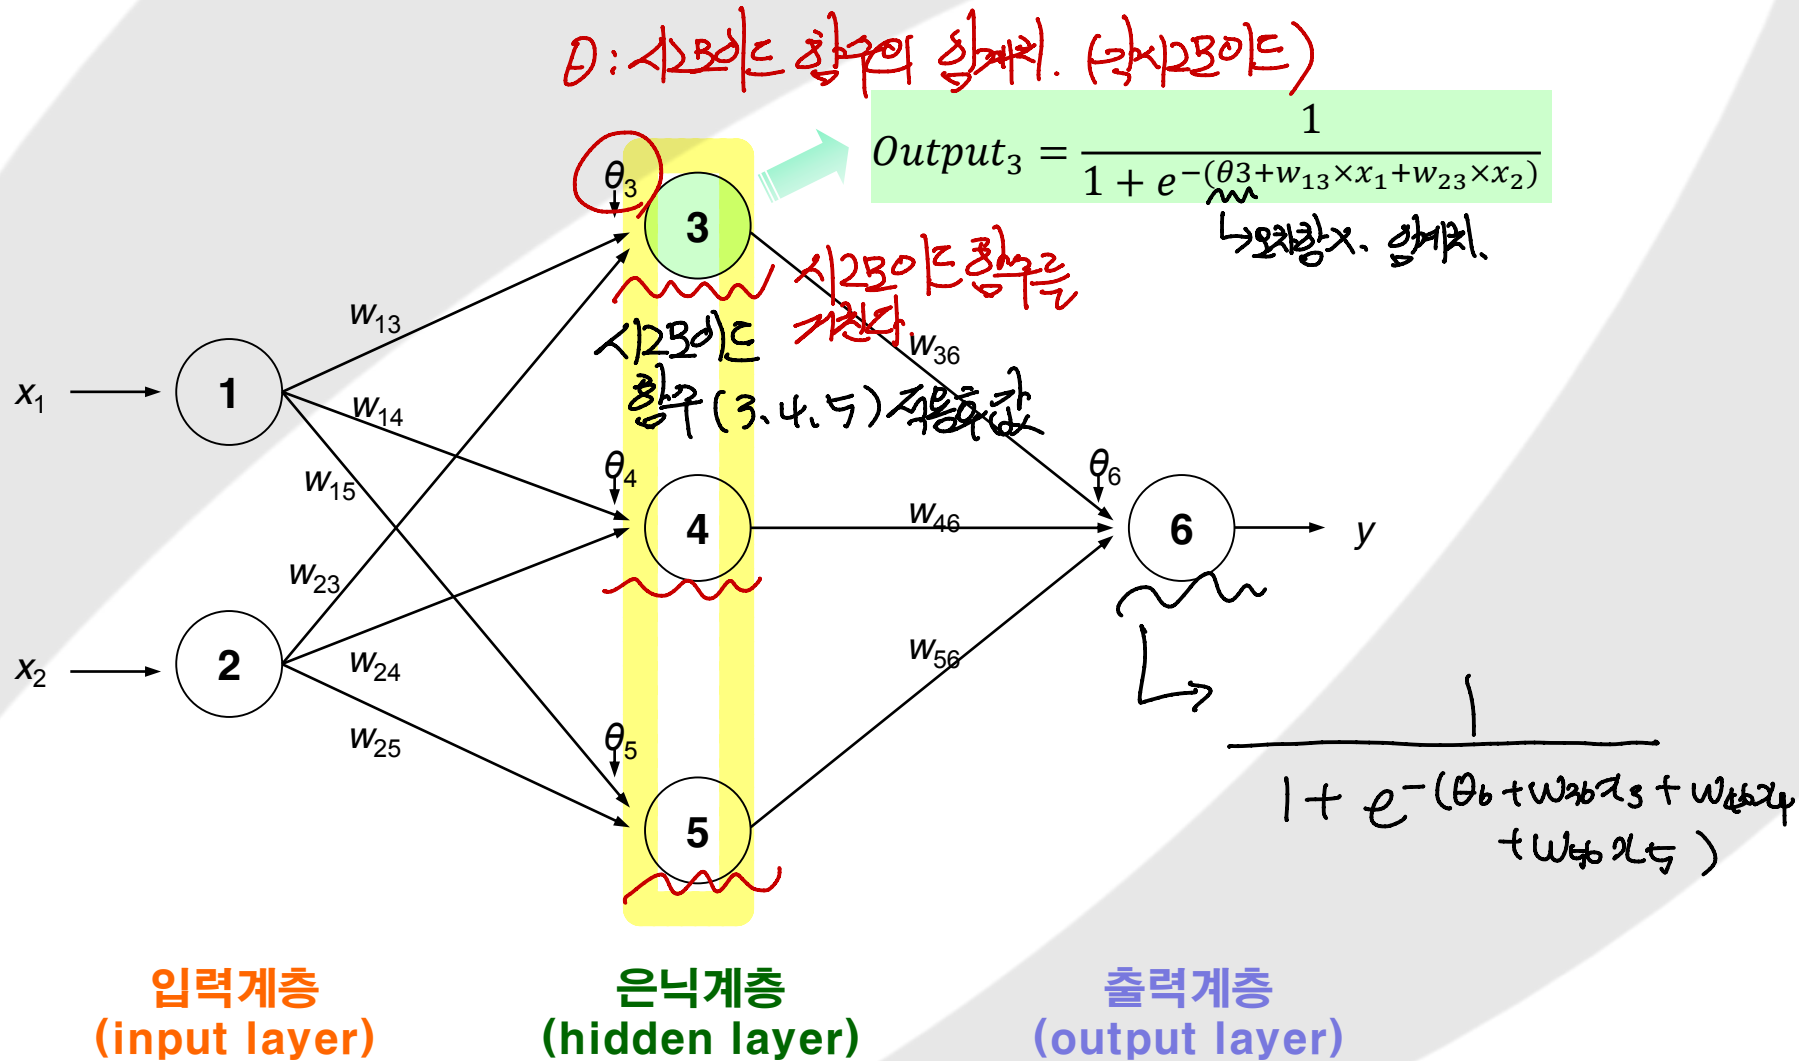 θ : 시그모이드 함수의 임계치. (각 시그모이드)
Output₃ = 1 / (1 + e^−(θ3+w₁₃×x₁+w₂₃×x₂))
↳오차항 x. 임계치.
θ₃
3
시그모이드 함수를
거친다
시그모이드
함수 (3. 4. 5) 적용후 값
w₁₃
w₃₆
x₁
1
w₁₄
w₁₅
θ₄
4
w₄₆
θ₆
6
y
w₂₃
x₂
2
w₂₄
w₂₅
w₅₆
θ₅
5
1 / (1 + e^−(θ₆ + w₃₆x₃ + w₄₆x₄
+ w₅₆x₅))
입력계층
(input layer)
은닉계층
(hidden layer)
출력계층
(output layer)